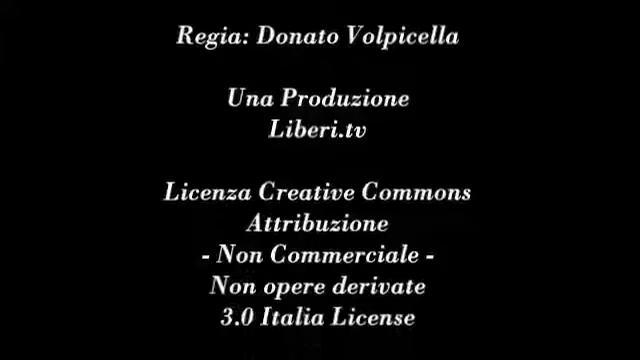 Regia: Donato Volpicella
Una Produzione
Liberi.tv
Licenza Creative Commons
Attribuzione
- Non Commerciale -
Non opere derivate
3.0 Italia License